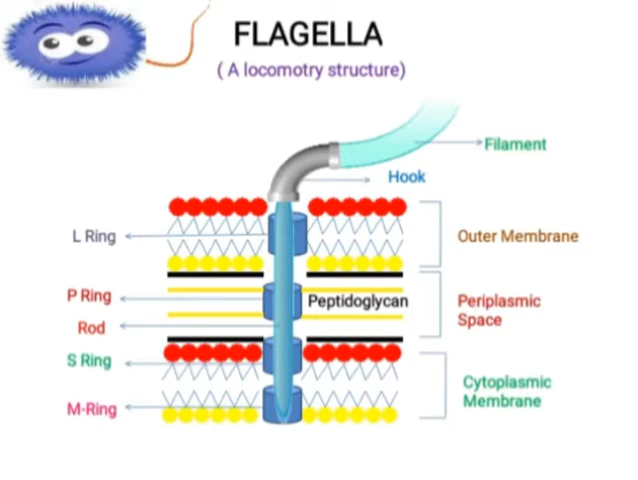 FLAGELLA
( A locomotry structure)
Filament
Hook
L Ring
Outer Membrane
P Ring
Peptidoglycan
Periplasmic
Space
Rod
S Ring
Cytoplasmic
Membrane
M-Ring